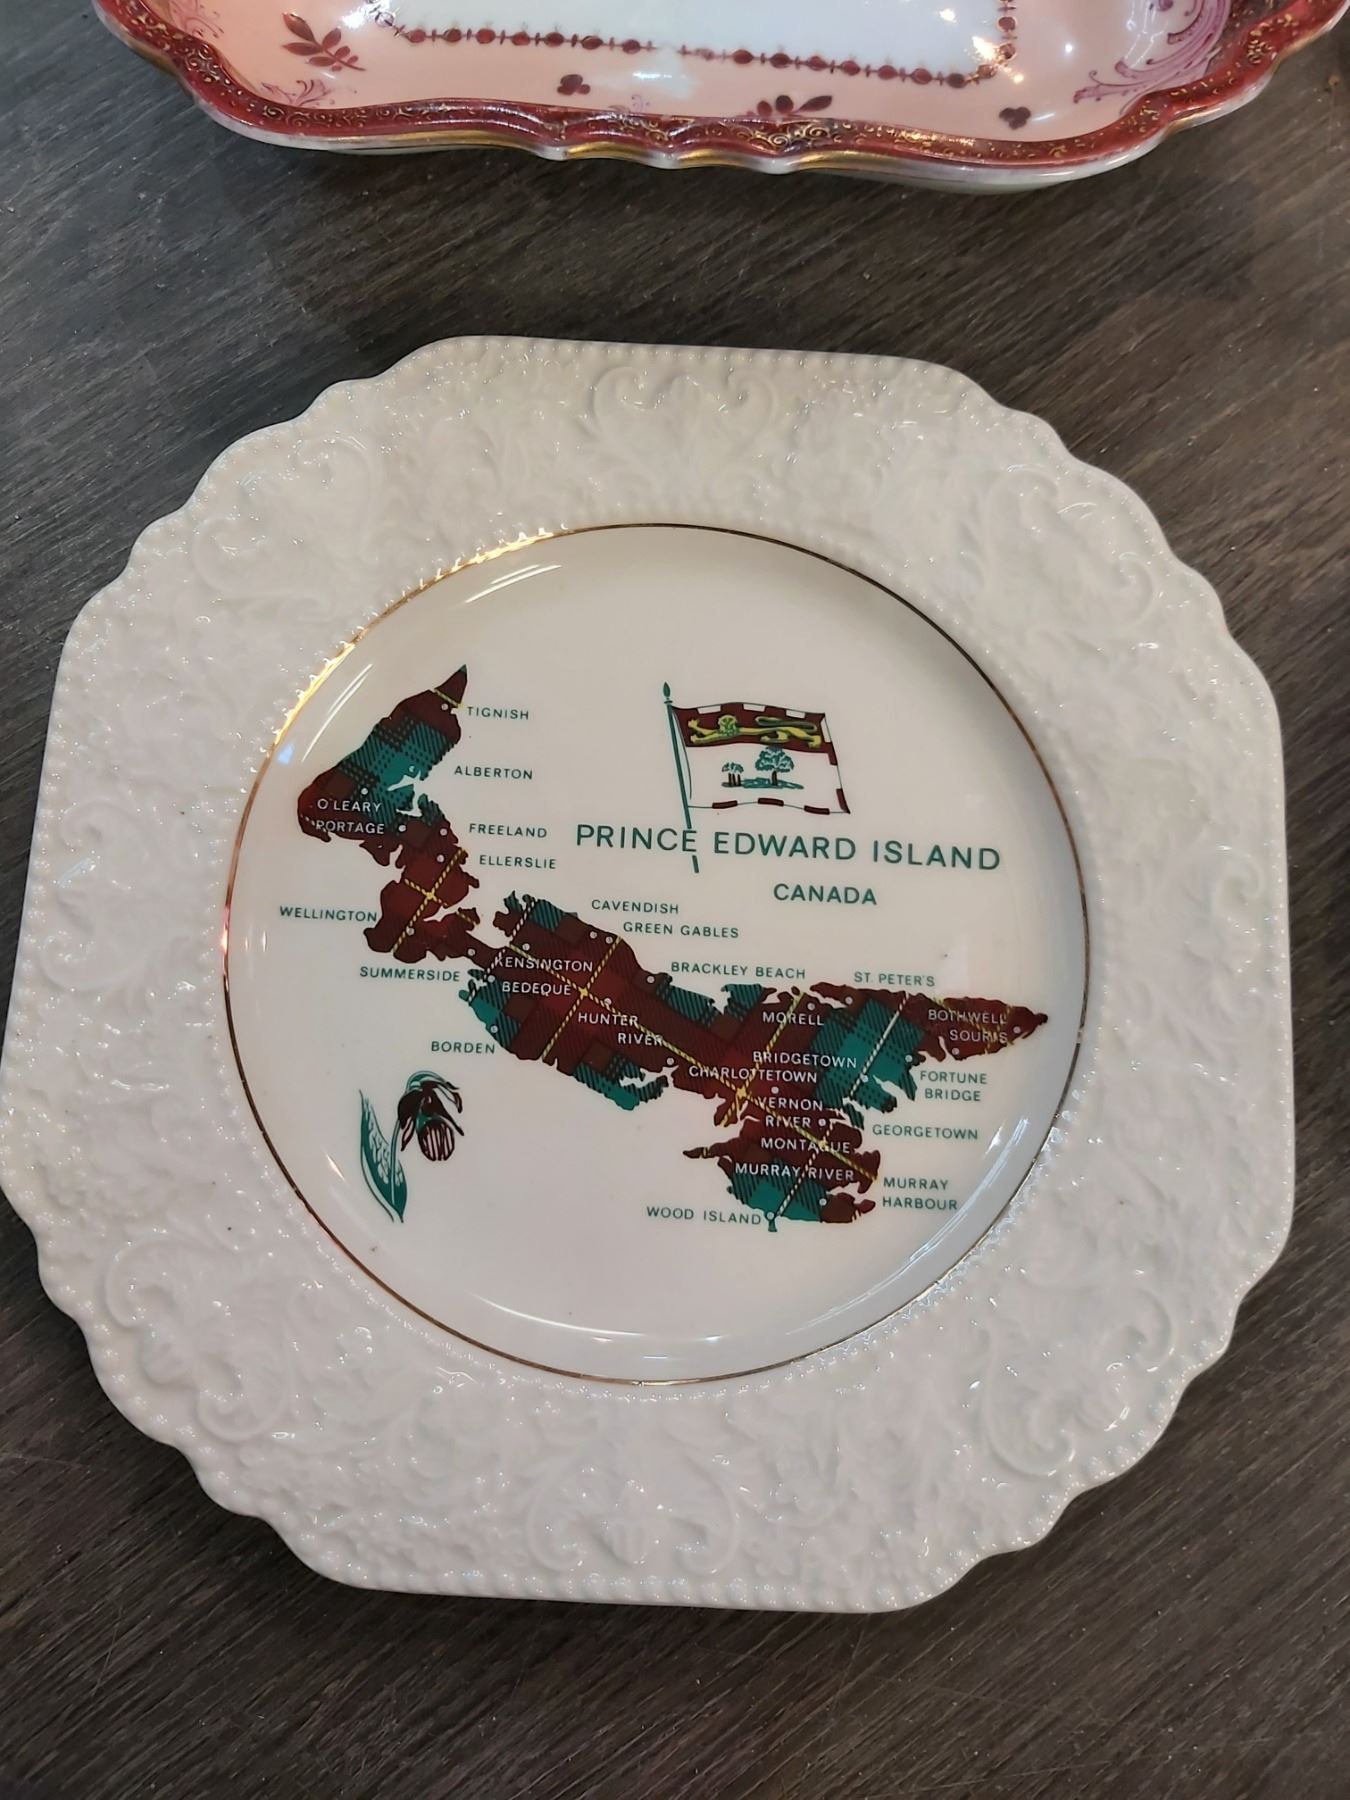 TIGNISH
ALBERTON
O'LEARY
PORTAGE
FREELAND
ELLERSLIE
PRINCE EDWARD ISLAND
CANADA
WELLINGTON
CAVENDISH
GREEN GABLES
SUMMERSIDE
KENSINGTON
BEDEQUE
BRACKLEY BEACH
ST. PETER'S
HUNTER
RIVER
MORELL
BOTHWELL
SOURIS
BORDEN
BRIDGETOWN
CHARLOTTETOWN
FORTUNE
BRIDGE
VERNON
RIVER
GEORGETOWN
MONTAGUE
MURRAY RIVER
MURRAY
HARBOUR
WOOD ISLAND